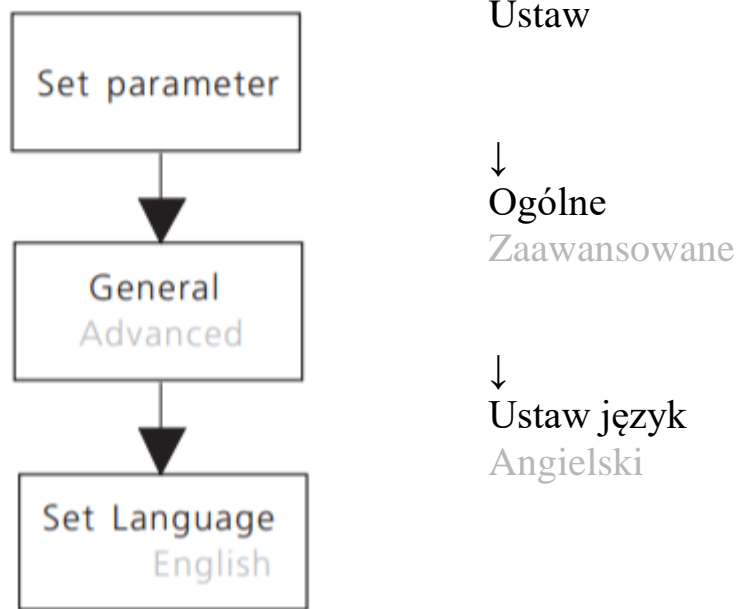 Set parameter
General
Advanced
Set Language
English
Ustaw
↓
Ogólne
Zaawansowane
↓
Ustaw język
Angielski